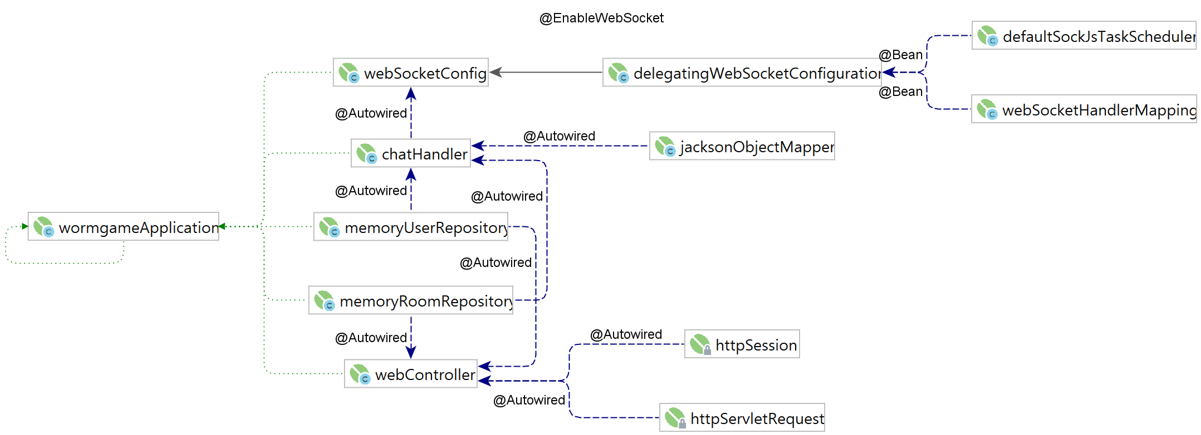 @EnableWebSocket
defaultSockJsTaskScheduler
@Bean
webSocketConfig
delegatingWebSocketConfiguration
@Bean
webSocketHandlerMapping
@Autowired
@Autowired
chatHandler
jacksonObjectMapper
@Autowired
@Autowired
wormgameApplication
memoryUserRepository
@Autowired
memoryRoomRepository
@Autowired
@Autowired
httpSession
webController
@Autowired
httpServletRequest